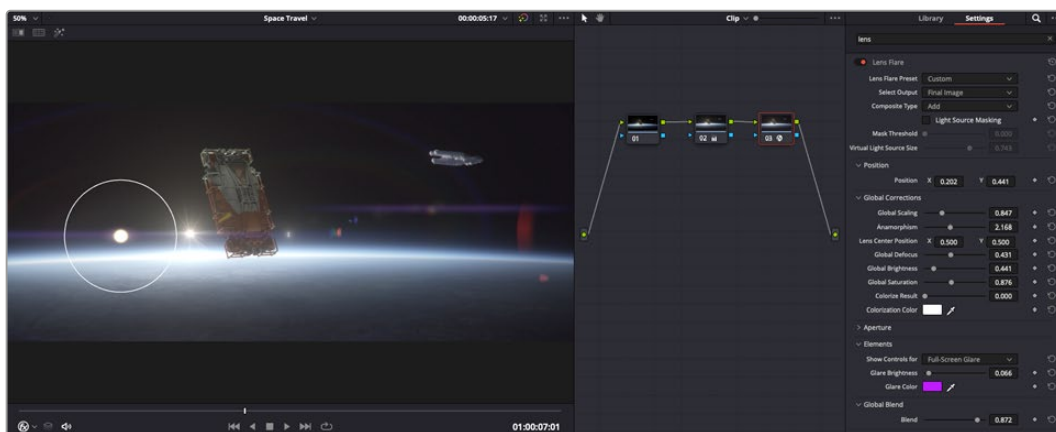 50%
Space Travel
00:00:05:17
Clip
Library
Settings
lens
Lens Flare
Lens Flare Preset Custom
Select Output Final Image
Composite Type Add
Light Source Masking
Mask Threshold 0.000
Virtual Light Source Size 0.743
Position
Position X 0.202 Y 0.441
Global Corrections
Global Scaling 0.847
Anamorphism 2.168
Lens Center Position X 0.500 Y 0.500
Global Defocus 0.431
Global Brightness 0.441
Global Saturation 0.876
Colorize Result 0.000
Colorization Color
Aperture
Elements
Show Controls for Full-Screen Glare
Glare Brightness 0.066
Glare Color
Global Blend
Blend 0.872
01
02
03
fx
01:00:07:01